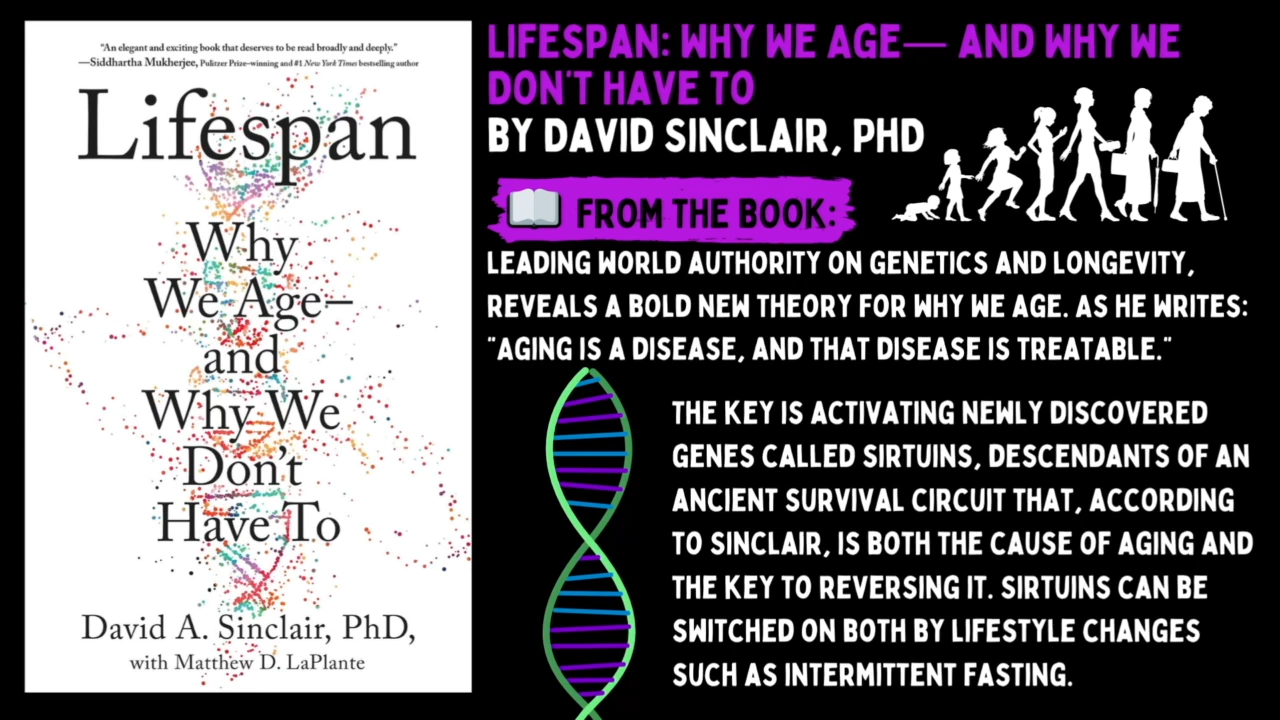 “An elegant and exciting book that deserves to be read broadly and deeply.”
—Siddhartha Mukherjee, Pulitzer Prize–winning and #1 New York Times bestselling author
Lifespan
Why
We Age—
and
Why We
Don’t
Have To
David A. Sinclair, PhD,
with Matthew D. LaPlante
LIFESPAN: WHY WE AGE— AND WHY WE
DON'T HAVE TO
BY DAVID SINCLAIR, PHD
FROM THE BOOK:
LEADING WORLD AUTHORITY ON GENETICS AND LONGEVITY,
REVEALS A BOLD NEW THEORY FOR WHY WE AGE. AS HE WRITES:
"AGING IS A DISEASE, AND THAT DISEASE IS TREATABLE."
THE KEY IS ACTIVATING NEWLY DISCOVERED
GENES CALLED SIRTUINS, DESCENDANTS OF AN
ANCIENT SURVIVAL CIRCUIT THAT, ACCORDING
TO SINCLAIR, IS BOTH THE CAUSE OF AGING AND
THE KEY TO REVERSING IT. SIRTUINS CAN BE
SWITCHED ON BOTH BY LIFESTYLE CHANGES
SUCH AS INTERMITTENT FASTING.